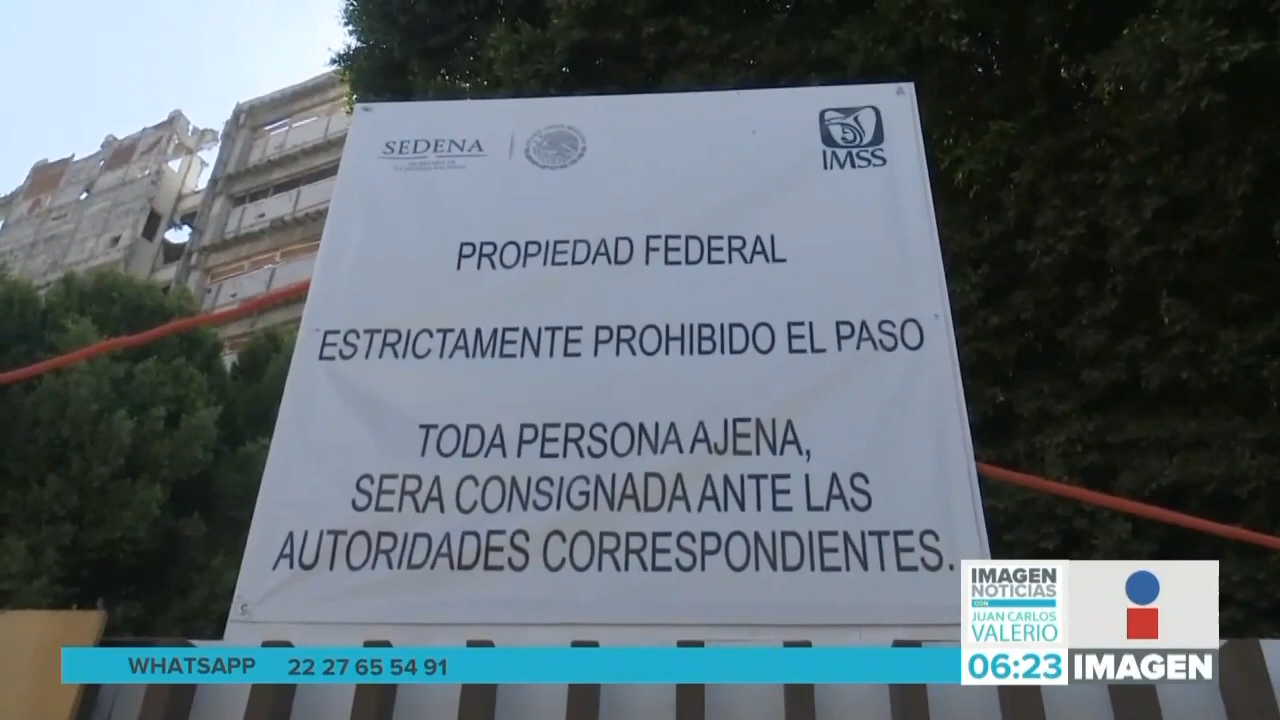 SEDENA
IMSS
PROPIEDAD FEDERAL
ESTRICTAMENTE PROHIBIDO EL PASO
TODA PERSONA AJENA,
SERA CONSIGNADA ANTE LAS
AUTORIDADES CORRESPONDIENTES.
IMAGEN
NOTICIAS
CON
JUAN CARLOS
VALERIO
06:23
IMAGEN
WHATSAPP 22 27 65 54 91